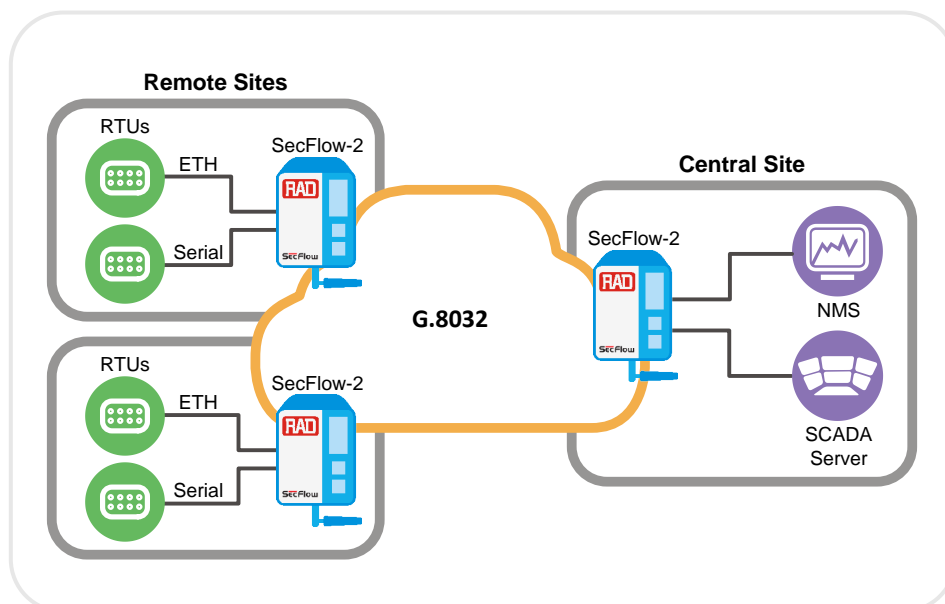 Remote Sites
RTUs
ETH
Serial
SecFlow-2
RAD
SecFlow
RTUs
ETH
Serial
SecFlow-2
RAD
SecFlow
G.8032
Central Site
SecFlow-2
RAD
SecFlow
NMS
SCADA
Server